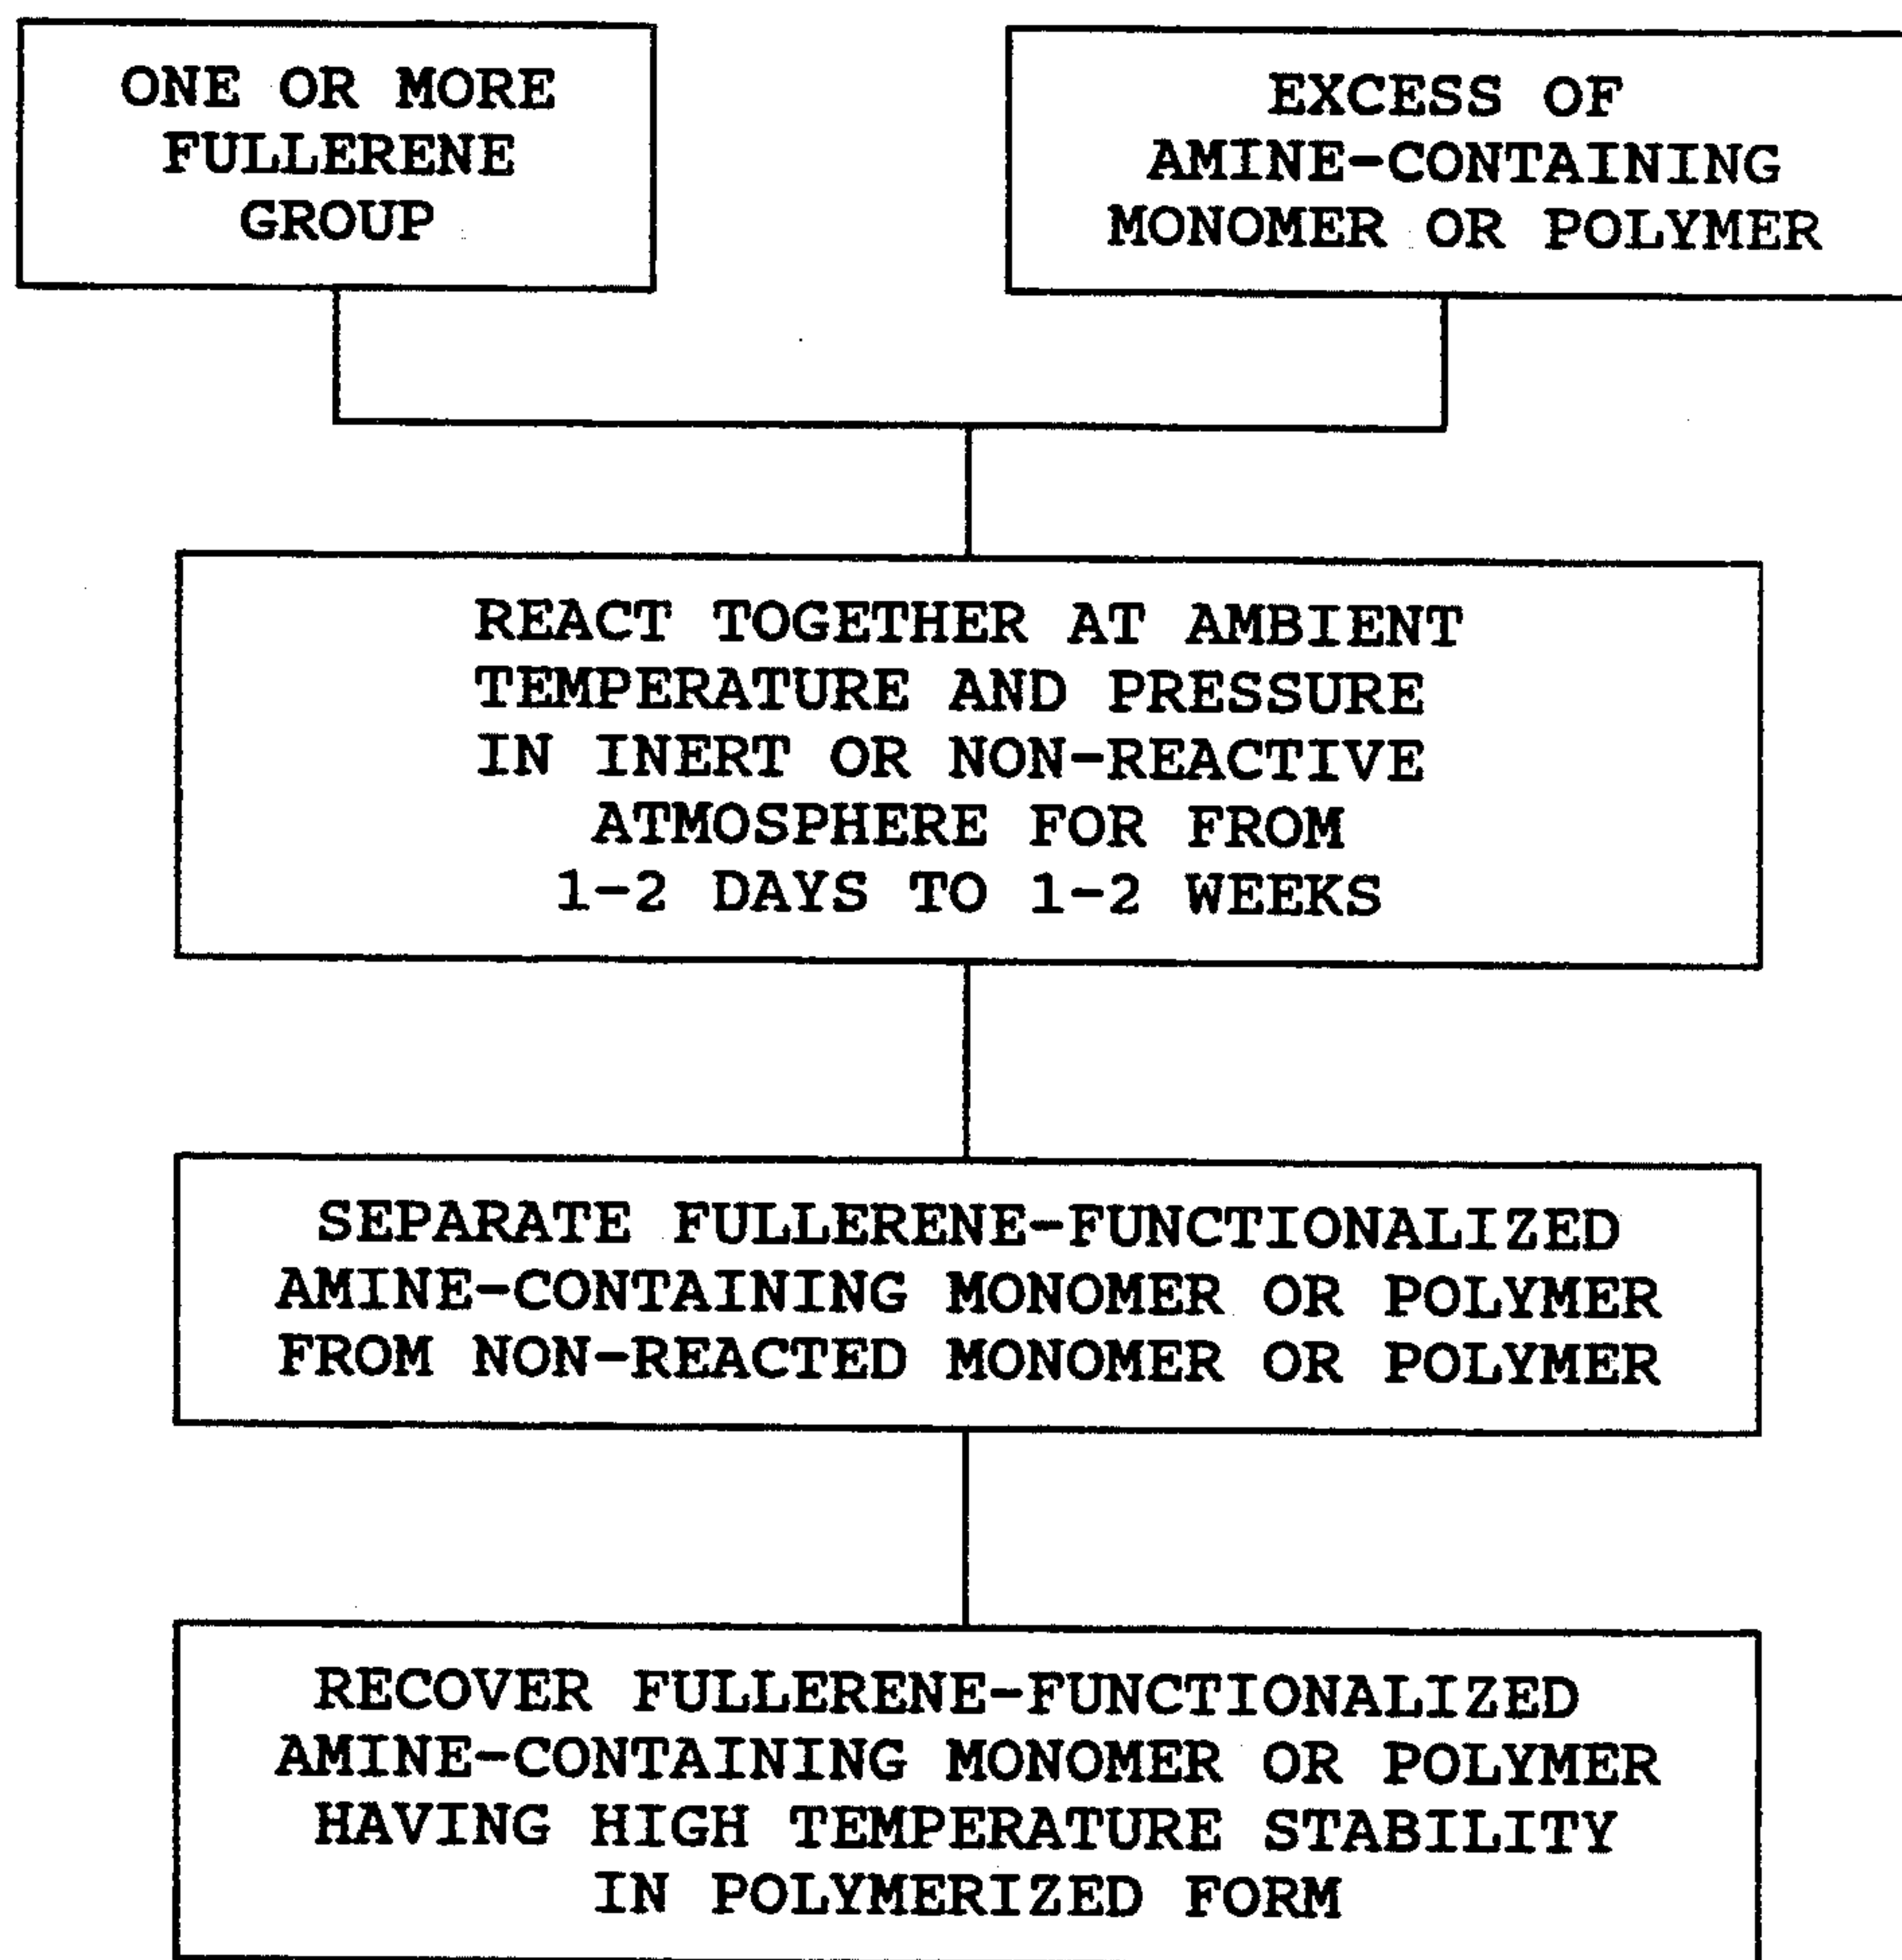 ONE OR MORE
FULLERENE
GROUP
EXCESS OF
AMINE-CONTAINING
MONOMER OR POLYMER
REACT TOGETHER AT AMBIENT
TEMPERATURE AND PRESSURE
IN INERT OR NON-REACTIVE
ATMOSPHERE FOR FROM
1-2 DAYS TO 1-2 WEEKS
SEPARATE FULLERENE-FUNCTIONALIZED
AMINE-CONTAINING MONOMER OR POLYMER
FROM NON-REACTED MONOMER OR POLYMER
RECOVER FULLERENE-FUNCTIONALIZED
AMINE-CONTAINING MONOMER OR POLYMER
HAVING HIGH TEMPERATURE STABILITY
IN POLYMERIZED FORM